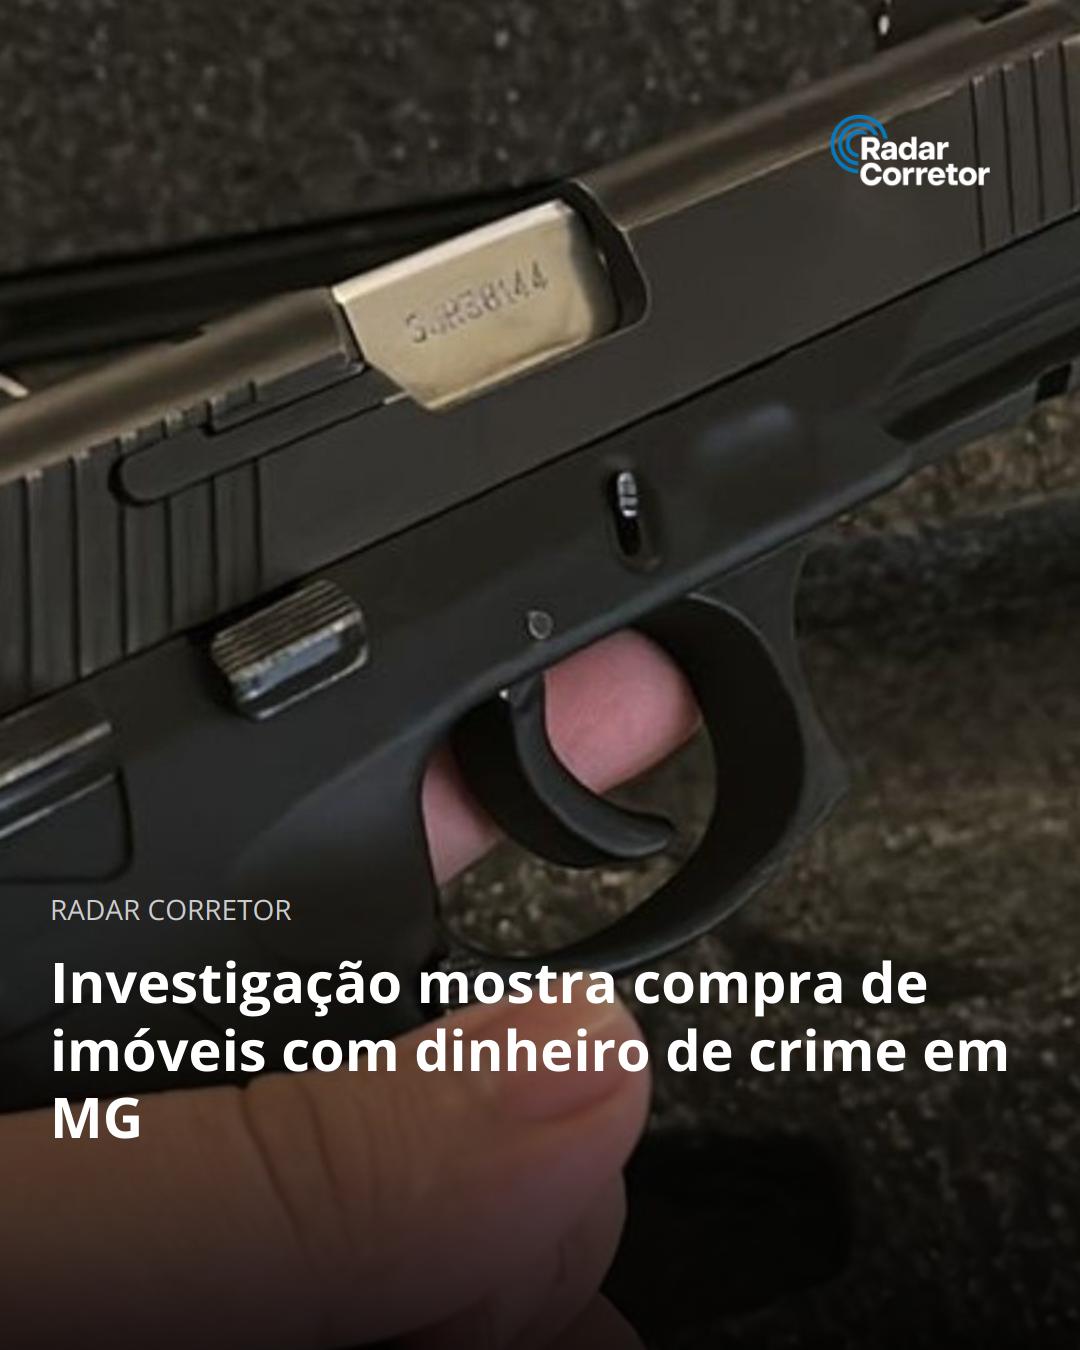 Radar
Corretor
RADAR CORRETOR
Investigação mostra compra de
imóveis com dinheiro de crime em
MG